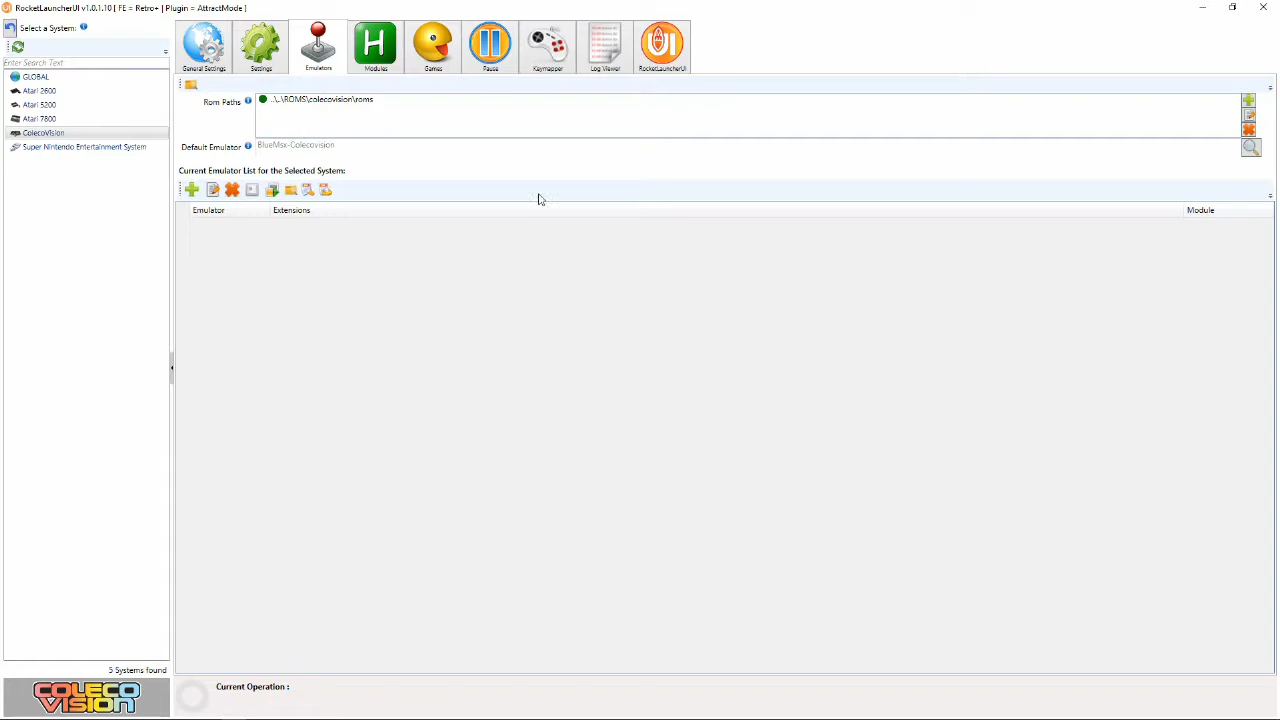 RocketLauncherUI v1.0.1.10 [ FE = Retro+ | Plugin = AttractMode ]
Select a System:
Enter Search Text
GLOBAL
Atari 2600
Atari 5200
Atari 7800
ColecoVision
Super Nintendo Entertainment System
5 Systems found
COLECO
VISION
General Settings
Settings
Emulators
H
Modules
Games
Pause
Keymapper
Log Viewer
UI
RocketLauncherUI
Rom Paths
..\..\ROMS\colecovision\roms
Default Emulator
BlueMsx-Colecovision
Current Emulator List for the Selected System:
Emulator
Extensions
Module
Current Operation :